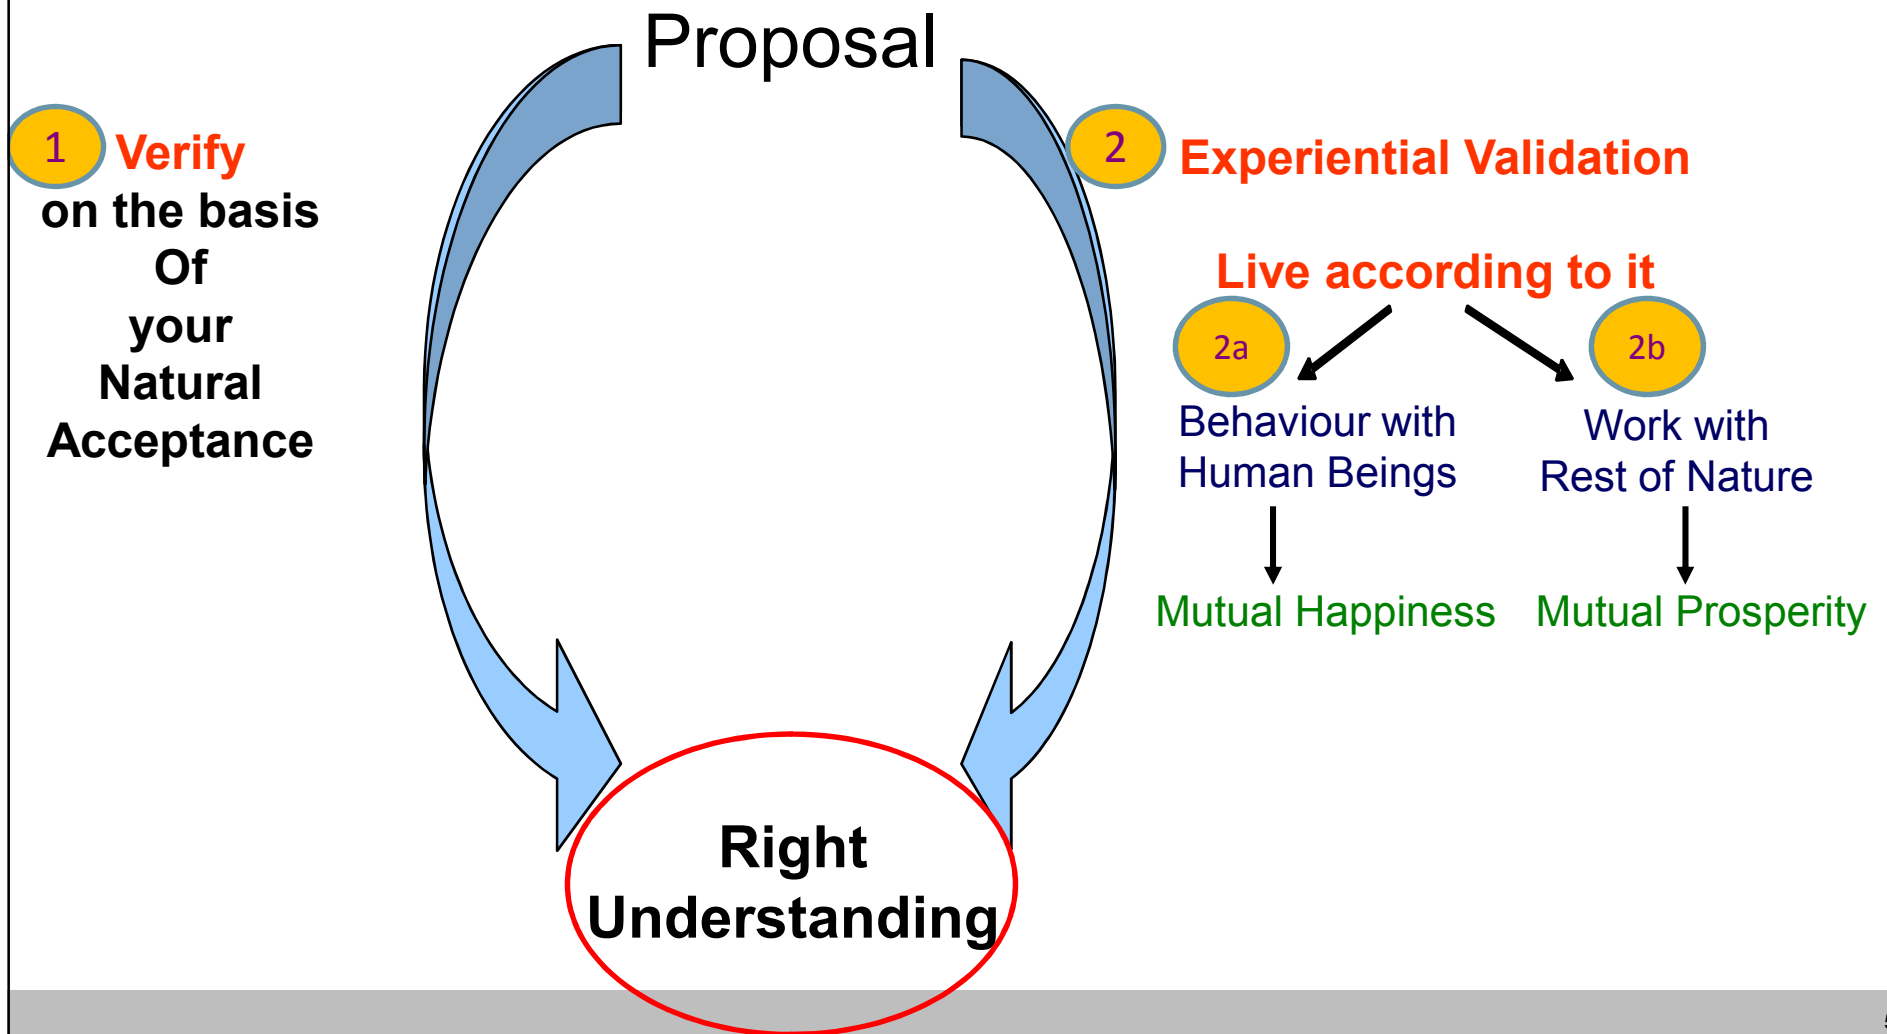 Proposal
1 Verify
on the basis
Of
your
Natural
Acceptance
2 Experiential Validation
Live according to it
2a
Behaviour with
Human Beings
Mutual Happiness
2b
Work with
Rest of Nature
Mutual Prosperity
Right
Understanding